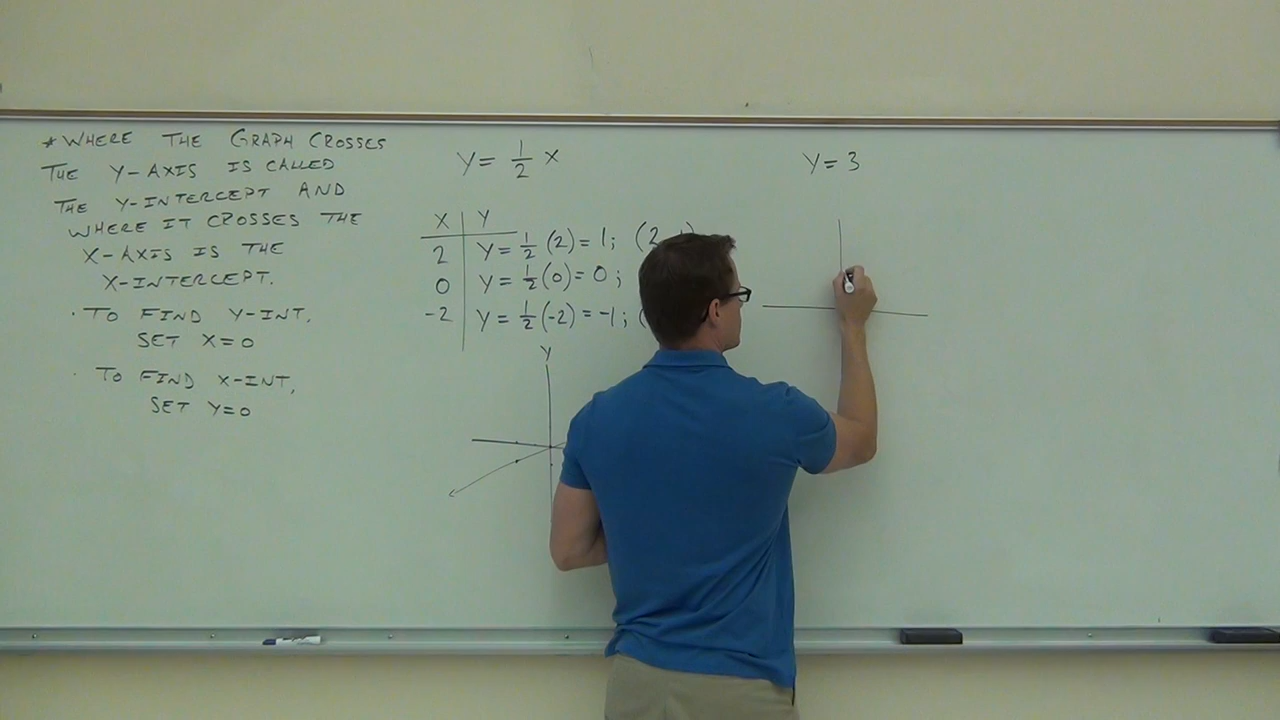 * WHERE THE GRAPH CROSSES
THE Y-AXIS IS CALLED
THE Y-INTERCEPT AND
WHERE IT CROSSES THE
X-AXIS IS THE
X-INTERCEPT.
· TO FIND Y-INT,
SET X=0
· TO FIND X-INT,
SET Y=0
Y = 1/2 X
X Y
2 Y = 1/2 (2) = 1; (2
0 Y = 1/2 (0) = 0;
-2 Y = 1/2 (-2) = -1; (
Y
Y = 3